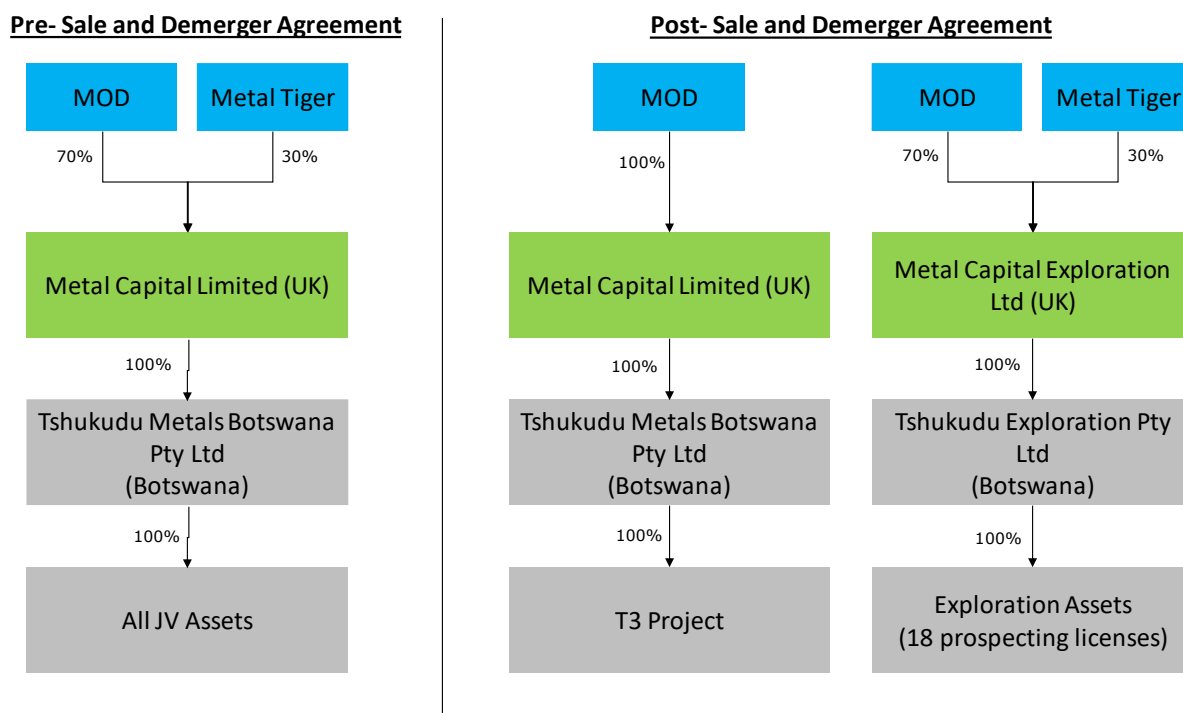 Pre- Sale and Demerger Agreement
MOD
Metal Tiger
70%
30%
Metal Capital Limited (UK)
100%
Tshukudu Metals Botswana
Pty Ltd
(Botswana)
100%
All JV Assets
Post- Sale and Demerger Agreement
MOD
100%
Metal Capital Limited (UK)
100%
Tshukudu Metals Botswana
Pty Ltd
(Botswana)
100%
T3 Project
MOD
Metal Tiger
70%
30%
Metal Capital Exploration
Ltd (UK)
100%
Tshukudu Exploration Pty
Ltd
(Botswana)
100%
Exploration Assets
(18 prospecting licenses)